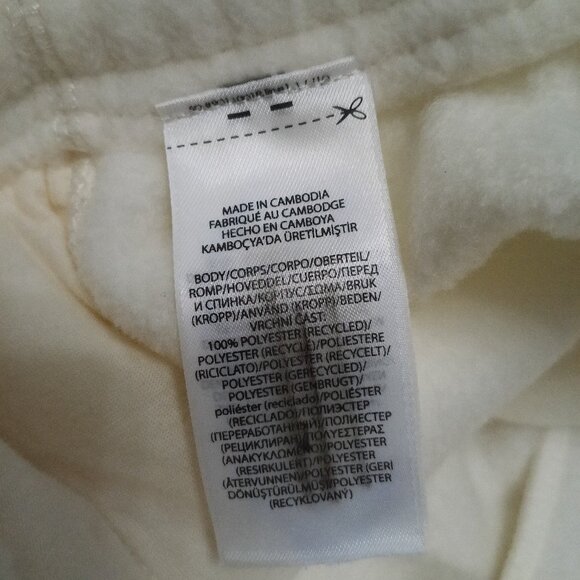 MADE IN CAMBODIA
FABRIQUÉ AU CAMBODGE
HECHO EN CAMBOYA
KAMBOÇYA'DA ÜRETİLMİŞTİR
BODY/CORPS/CORPO/OBERTEIL/
ROMP/HOVEDDEL/CUERPO/ПЕРЕД
И СПИНКА/КОРПУС/ΣΩΜΑ/BRUK
(KROPP)/ANVÄND (KROPP)/BEDEN/
VRCHNÍ ČÁST
100% POLYESTER (RECYCLED)/
POLYESTER (RECYCLÉ)/POLIESTERE
(RICICLATO)/POLYESTER (RECYCELT)/
POLYESTER (GERECYCLED)/
POLYESTER (GENBRUGT)/
poliéster (reciclado)/POLIÉSTER
(RECICLADO)/ПОЛИЭСТЕР
(ПЕРЕРАБОТАННЫЙ)/ПОЛИЕСТЕР
(РЕЦИКЛИРАН)/ΠΟΛΥΕΣΤΕΡΑΣ
(ΑΝΑΚΥΚΛΩΜΕΝΟ)/POLYESTER
(RESIRKULERT)/POLYESTER
(ÅTERVUNNEN)/POLYESTER (GERİ
DÖNÜŞTÜRÜLMÜŞ)/POLYESTER
(RECYKLOVANÝ)